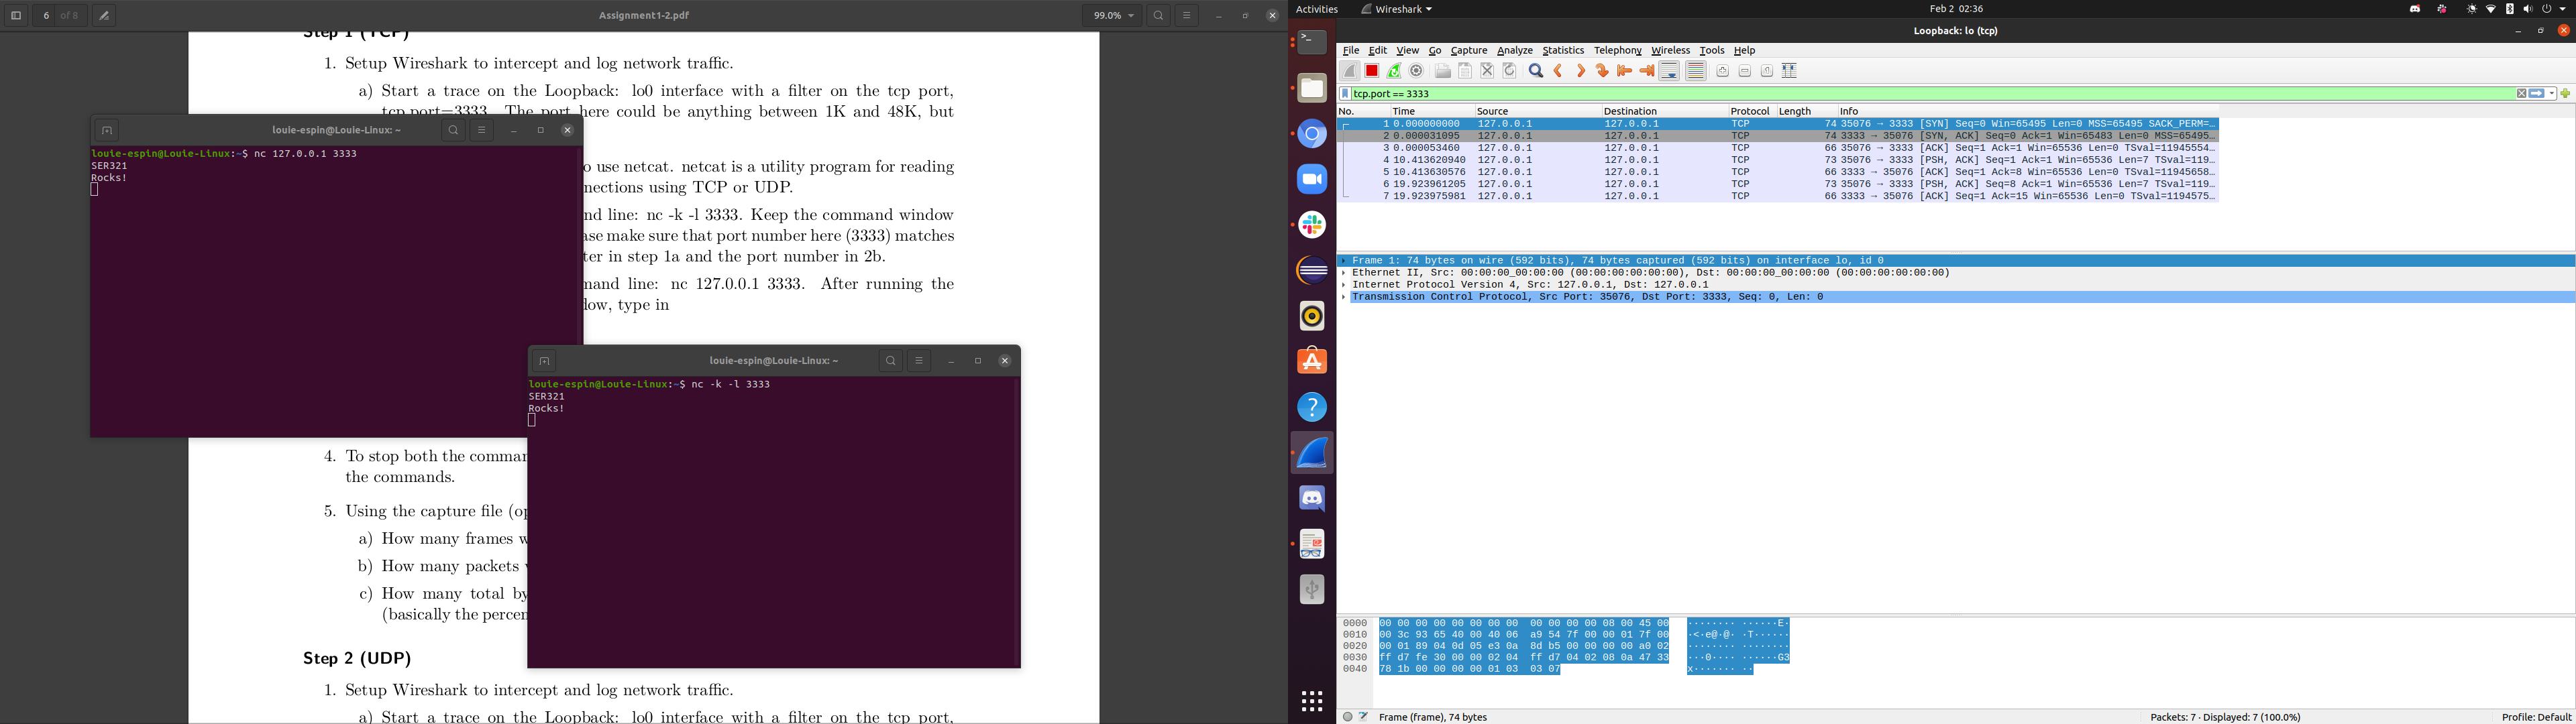 6 of 8
Assignment1-2.pdf
99.0%
Step 1 (TCP)
1. Setup Wireshark to intercept and log network traffic.
a) Start a trace on the Loopback: lo0 interface with a filter on the tcp port,
tcp.port=3333. The port here could be anything between 1K and 48K, but
o use netcat. netcat is a utility program for reading
nections using TCP or UDP.
nd line: nc -k -l 3333. Keep the command window
ase make sure that port number here (3333) matches
ter in step 1a and the port number in 2b.
mand line: nc 127.0.0.1 3333. After running the
low, type in
louie-espin@Louie-Linux: ~
louie-espin@Louie-Linux:~$ nc 127.0.0.1 3333
SER321
Rocks!
louie-espin@Louie-Linux: ~
louie-espin@Louie-Linux:~$ nc -k -l 3333
SER321
Rocks!
4. To stop both the comman
the commands.
5. Using the capture file (op
a) How many frames w
b) How many packets w
c) How many total by
(basically the percen
Step 2 (UDP)
1. Setup Wireshark to intercept and log network traffic.
a) Start a trace on the Loopback: lo0 interface with a filter on the tcp port,
Activities Wireshark Feb 2 02:36
Loopback: lo (tcp)
File Edit View Go Capture Analyze Statistics Telephony Wireless Tools Help
tcp.port == 3333
No. Time Source Destination Protocol Length Info
1 0.000000000 127.0.0.1 127.0.0.1 TCP 74 35076 → 3333 [SYN] Seq=0 Win=65495 Len=0 MSS=65495 SACK_PERM=…
2 0.000031095 127.0.0.1 127.0.0.1 TCP 74 3333 → 35076 [SYN, ACK] Seq=0 Ack=1 Win=65483 Len=0 MSS=65495…
3 0.000053460 127.0.0.1 127.0.0.1 TCP 66 35076 → 3333 [ACK] Seq=1 Ack=1 Win=65536 Len=0 TSval=11945554…
4 10.413620940 127.0.0.1 127.0.0.1 TCP 73 35076 → 3333 [PSH, ACK] Seq=1 Ack=1 Win=65536 Len=7 TSval=119…
5 10.413630576 127.0.0.1 127.0.0.1 TCP 66 3333 → 35076 [ACK] Seq=1 Ack=8 Win=65536 Len=0 TSval=11945658…
6 19.923961205 127.0.0.1 127.0.0.1 TCP 73 35076 → 3333 [PSH, ACK] Seq=8 Ack=1 Win=65536 Len=7 TSval=119…
7 19.923975981 127.0.0.1 127.0.0.1 TCP 66 3333 → 35076 [ACK] Seq=1 Ack=15 Win=65536 Len=0 TSval=1194575…
Frame 1: 74 bytes on wire (592 bits), 74 bytes captured (592 bits) on interface lo, id 0
Ethernet II, Src: 00:00:00_00:00:00 (00:00:00:00:00:00), Dst: 00:00:00_00:00:00 (00:00:00:00:00:00)
Internet Protocol Version 4, Src: 127.0.0.1, Dst: 127.0.0.1
Transmission Control Protocol, Src Port: 35076, Dst Port: 3333, Seq: 0, Len: 0
0000 00 00 00 00 00 00 00 00 00 00 00 00 08 00 45 00 ········ ······E·
0010 00 3c 93 65 40 00 40 06 a9 54 7f 00 00 01 7f 00 ·<·e@·@· ·T······
0020 00 01 89 04 0d 05 e3 0a 8d b5 00 00 00 00 a0 02 ········ ········
0030 ff d7 fe 30 00 00 02 04 ff d7 04 02 08 0a 47 33 ···0···· ······G3
0040 78 1b 00 00 00 00 01 03 03 07 x······· ··
Frame (frame), 74 bytes
Packets: 7 · Displayed: 7 (100.0%)
Profile: Default